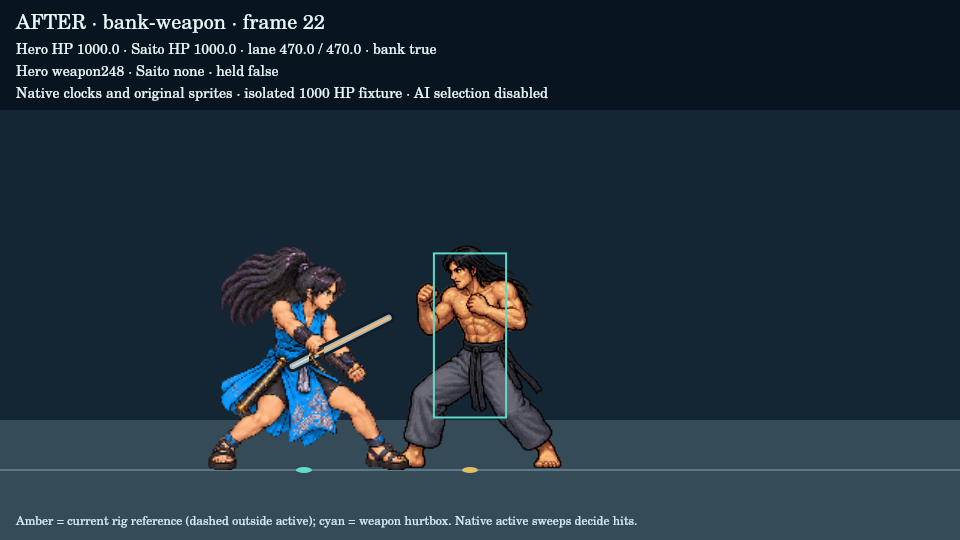 AFTER · bank-weapon · frame 22
Hero HP 1000.0 · Saito HP 1000.0 · lane 470.0 / 470.0 · bank true
Hero weapon248 · Saito none · held false
Native clocks and original sprites · isolated 1000 HP fixture · AI selection disabled
Amber = current rig reference (dashed outside active); cyan = weapon hurtbox. Native active sweeps decide hits.